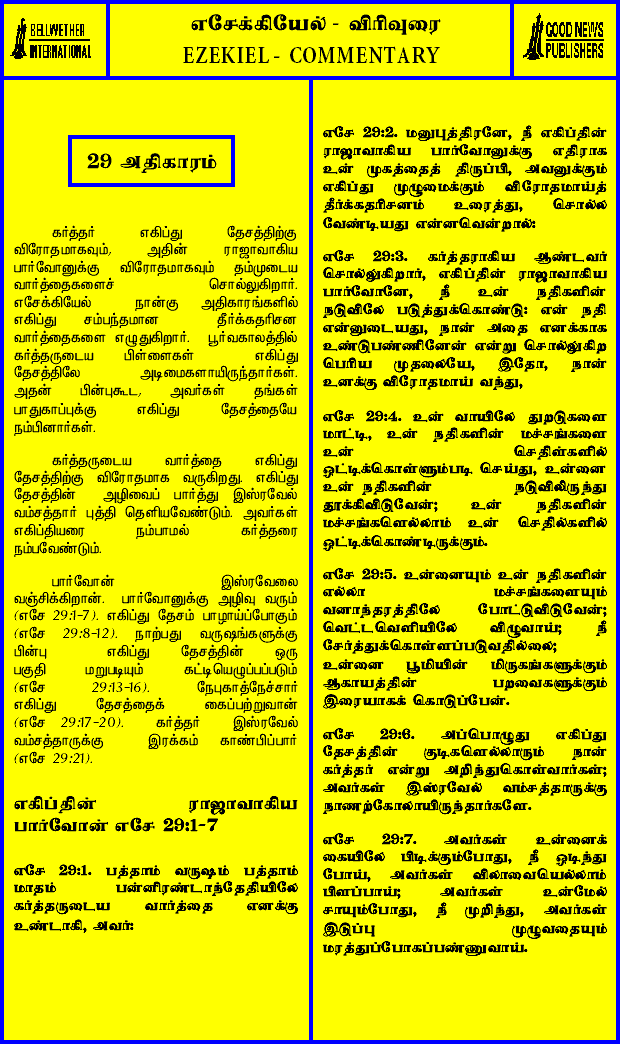 BELLWETHER
INTERNATIONAL
எசேக்கியேல் - விரிவுரை
EZEKIEL - COMMENTARY
GOOD NEWS
PUBLISHERS
29 அதிகாரம்
கர்த்தர் எகிப்து தேசத்திற்கு
விரோதமாகவும், அதின் ராஜாவாகிய
பார்வோனுக்கு விரோதமாகவும் தம்முடைய
வார்த்தைகளைச் சொல்லுகிறார்.
எசேக்கியேல் நான்கு அதிகாரங்களில்
எகிப்து சம்பந்தமான தீர்க்கதரிசன
வார்த்தைகளை எழுதுகிறார். பூர்வகாலத்தில்
கர்த்தருடைய பிள்ளைகள் எகிப்து
தேசத்திலே அடிமைகளாயிருந்தார்கள்.
அதன் பின்புகூட, அவர்கள் தங்கள்
பாதுகாப்புக்கு எகிப்து தேசத்தையே
நம்பினார்கள்.
கர்த்தருடைய வார்த்தை எகிப்து
தேசத்திற்கு விரோதமாக வருகிறது. எகிப்து
தேசத்தின் அழிவைப் பார்த்து இஸ்ரவேல்
வம்சத்தார் புத்தி தெளியவேண்டும். அவர்கள்
எகிப்தியரை நம்பாமல் கர்த்தரை
நம்பவேண்டும்.
பார்வோன் இஸ்ரவேலை
வஞ்சிக்கிறான். பார்வோனுக்கு அழிவு வரும்
(எசே 29:1-7). எகிப்து தேசம் பாழாய்ப்போகும்
(எசே 29:8-12). நாற்பது வருஷங்களுக்கு
பின்பு எகிப்து தேசத்தின் ஒரு
பகுதி மறுபடியும் கட்டியெழுப்பப்படும்
(எசே 29:13-16). நேபுகாத்நேச்சார்
எகிப்து தேசத்தைக் கைப்பற்றுவான்
(எசே 29:17-20). கர்த்தர் இஸ்ரவேல்
வம்சத்தாருக்கு இரக்கம் காண்பிப்பார்
(எசே 29:21).
எகிப்தின் ராஜாவாகிய
பார்வோன் எசே 29:1-7
எசே 29:1. பத்தாம் வருஷம் பத்தாம்
மாதம் பன்னிரண்டாந்தேதியிலே
கர்த்தருடைய வார்த்தை எனக்கு
உண்டாகி, அவர்:
எசே 29:2. மனுபுத்திரனே, நீ எகிப்தின்
ராஜாவாகிய பார்வோனுக்கு எதிராக
உன் முகத்தைத் திருப்பி, அவனுக்கும்
எகிப்து முழுமைக்கும் விரோதமாய்த்
தீர்க்கதரிசனம் உரைத்து, சொல்ல
வேண்டியது என்னவென்றால்:
எசே 29:3. கர்த்தராகிய ஆண்டவர்
சொல்லுகிறார், எகிப்தின் ராஜாவாகிய
பார்வோனே, நீ உன் நதிகளின்
நடுவிலே படுத்துக்கொண்டு: என் நதி
என்னுடையது, நான் அதை எனக்காக
உண்டுபண்ணினேன் என்று சொல்லுகிற
பெரிய முதலையே, இதோ, நான்
உனக்கு விரோதமாய் வந்து,
எசே 29:4. உன் வாயிலே துறடுகளை
மாட்டி, உன் நதிகளின் மச்சங்களை
உன் செதிள்களில்
ஒட்டிக்கொள்ளும்படி செய்து, உன்னை
உன் நதிகளின் நடுவிலிருந்து
தூக்கிவிடுவேன்; உன் நதிகளின்
மச்சங்களெல்லாம் உன் செதில்களில்
ஒட்டிக்கொண்டிருக்கும்.
எசே 29:5. உன்னையும் உன் நதிகளின்
எல்லா மச்சங்களையும்
வனாந்தரத்திலே போட்டுவிடுவேன்;
வெட்டவெளியிலே விழுவாய்; நீ
சேர்த்துக்கொள்ளப்படுவதில்லை;
உன்னை பூமியின் மிருகங்களுக்கும்
ஆகாயத்தின் பறவைகளுக்கும்
இரையாகக் கொடுப்பேன்.
எசே 29:6. அப்பொழுது எகிப்து
தேசத்தின் குடிகளெல்லாரும் நான்
கர்த்தர் என்று அறிந்துகொள்வார்கள்;
அவர்கள் இஸ்ரவேல் வம்சத்தாருக்கு
நாணற்கோலாயிருந்தார்களே.
எசே 29:7. அவர்கள் உன்னைக்
கையிலே பிடிக்கும்போது, நீ ஒடிந்து
போய், அவர்கள் விலாவையெல்லாம்
பிளப்பாய்; அவர்கள் உன்மேல்
சாயும்போது, நீ முறிந்து, அவர்கள்
இடுப்பு முழுவதையும்
மரத்துப்போகப்பண்ணுவாய்.